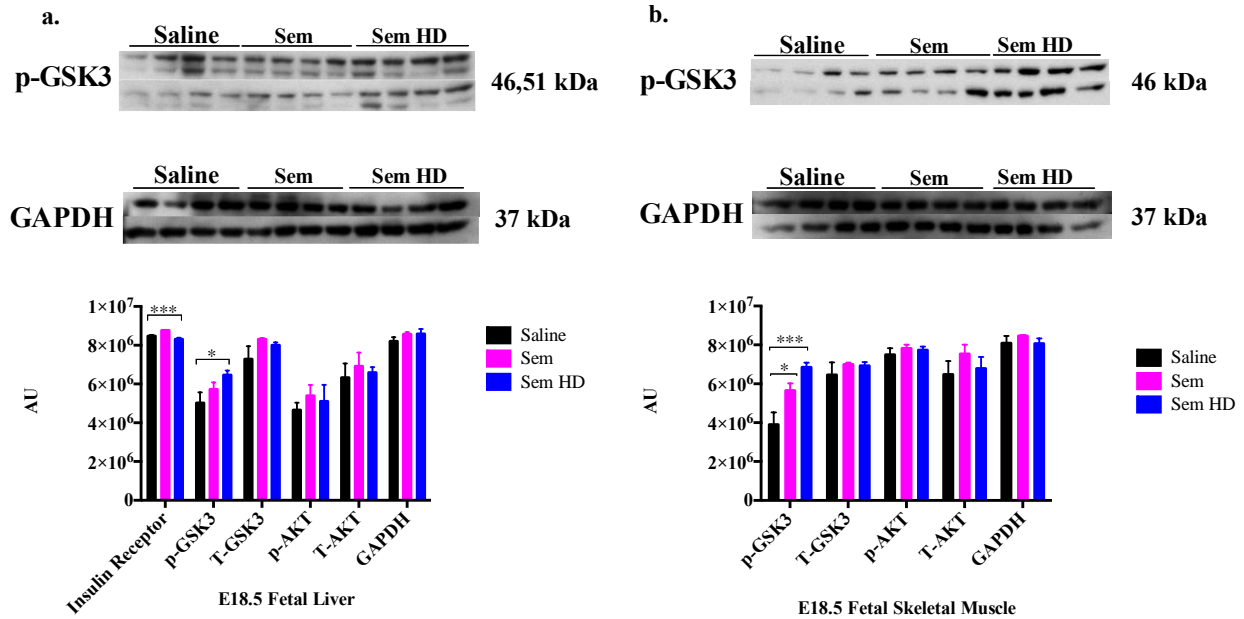 a.
Saline Sem Sem HD
p-GSK3
46,51 kDa
Saline Sem Sem HD
GAPDH
37 kDa
1×10⁷
8×10⁶
6×10⁶
4×10⁶
2×10⁶
0
AU
***
*
Saline
Sem
Sem HD
Insulin Receptor
p-GSK3
T-GSK3
p-AKT
T-AKT
GAPDH
E18.5 Fetal Liver
b.
Saline Sem Sem HD
p-GSK3
46 kDa
Saline Sem Sem HD
GAPDH
37 kDa
1×10⁷
8×10⁶
6×10⁶
4×10⁶
2×10⁶
0
AU
***
*
Saline
Sem
Sem HD
p-GSK3
T-GSK3
p-AKT
T-AKT
GAPDH
E18.5 Fetal Skeletal Muscle